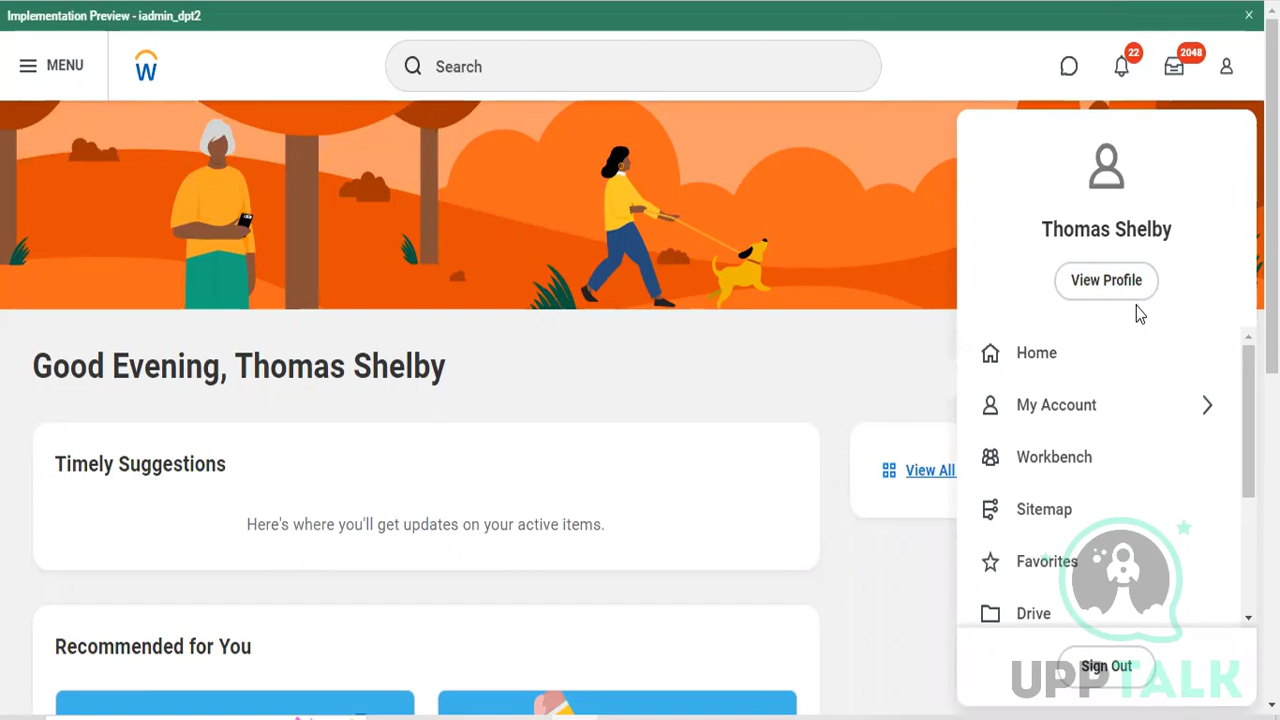 Implementation Preview - iadmin_dpt2
MENU
W
Search
22
2048
Thomas Shelby
View Profile
Home
My Account
Workbench
Sitemap
Favorites
Drive
Sign Out
Good Evening, Thomas Shelby
Timely Suggestions
Here's where you'll get updates on your active items.
View All
Recommended for You
UPPTALK